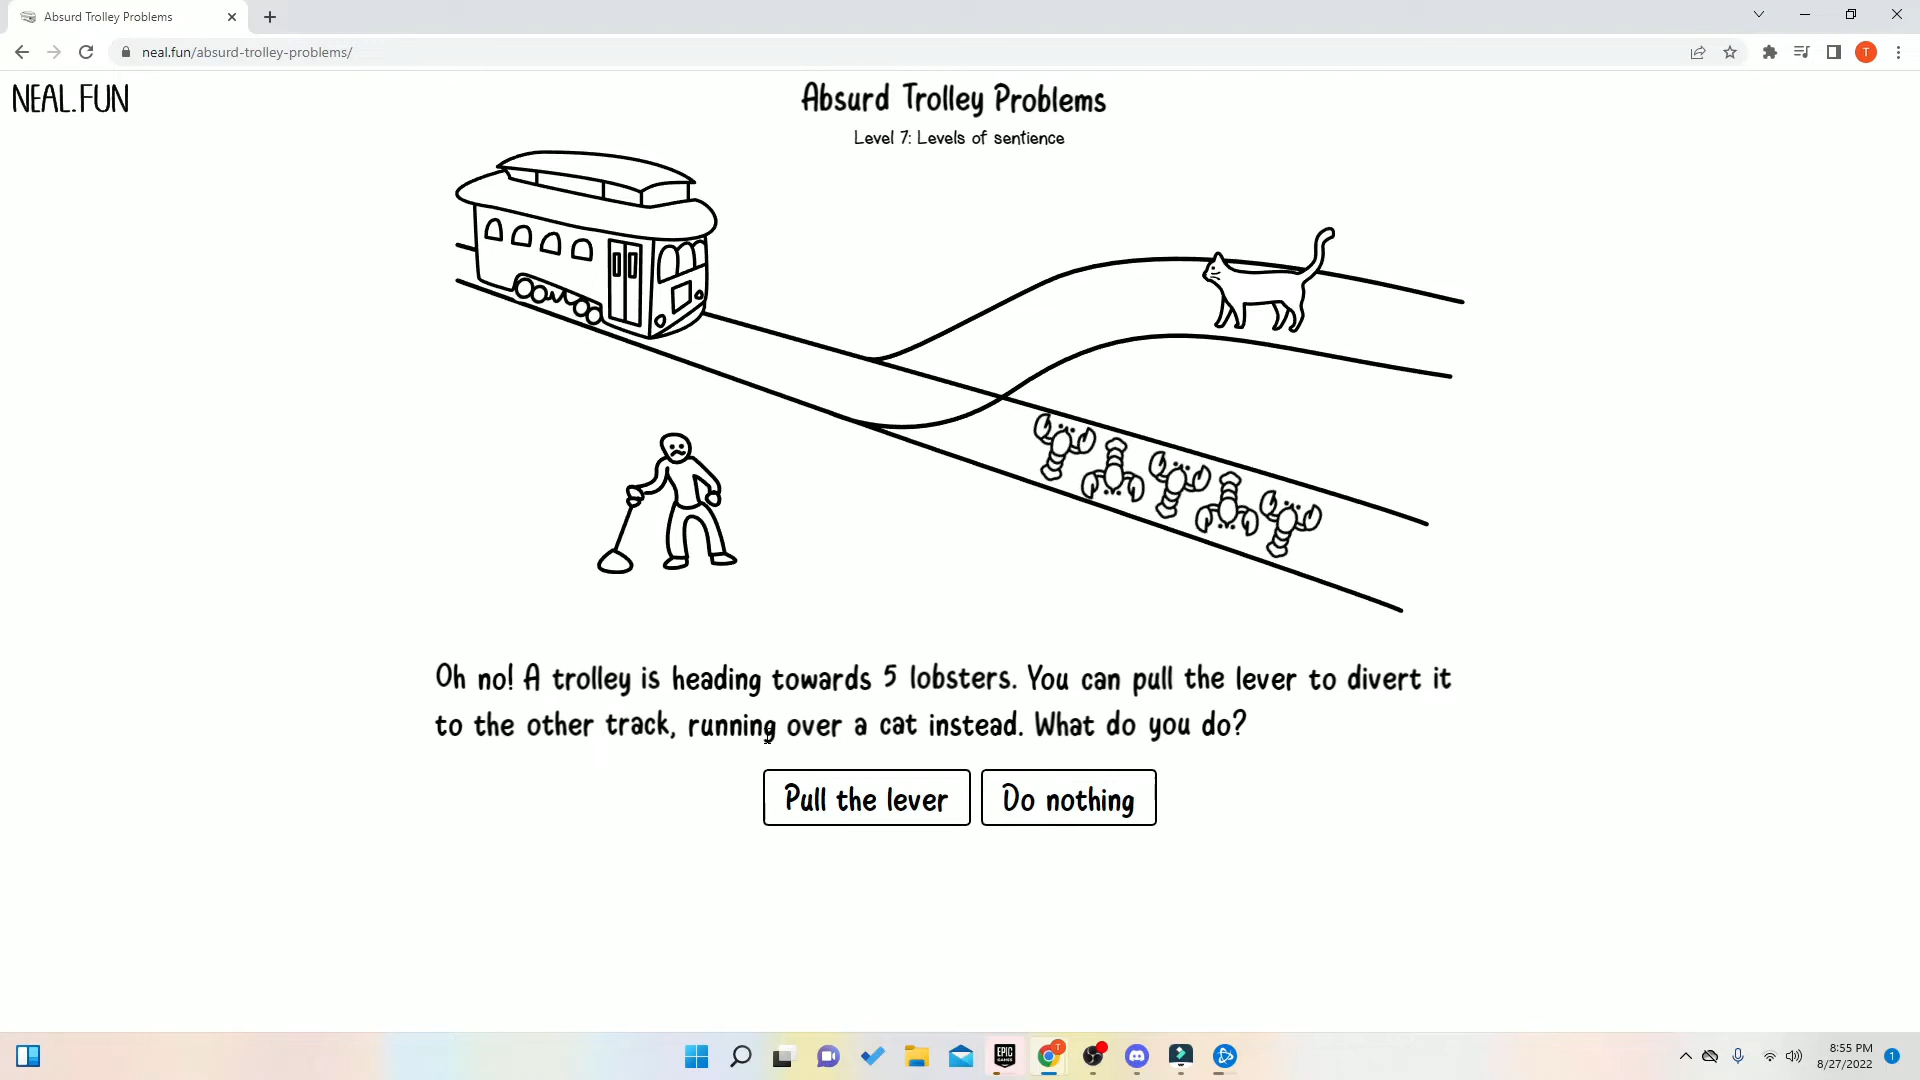 Absurd Trolley Problems
neal.fun/absurd-trolley-problems/
T
NEAL.FUN
Absurd Trolley Problems
Level 7: Levels of sentience
Oh no! A trolley is heading towards 5 lobsters. You can pull the lever to divert it
to the other track, running over a cat instead. What do you do?
Pull the lever
Do nothing
EPIC
GAMES
T
8:55 PM
8/27/2022
1